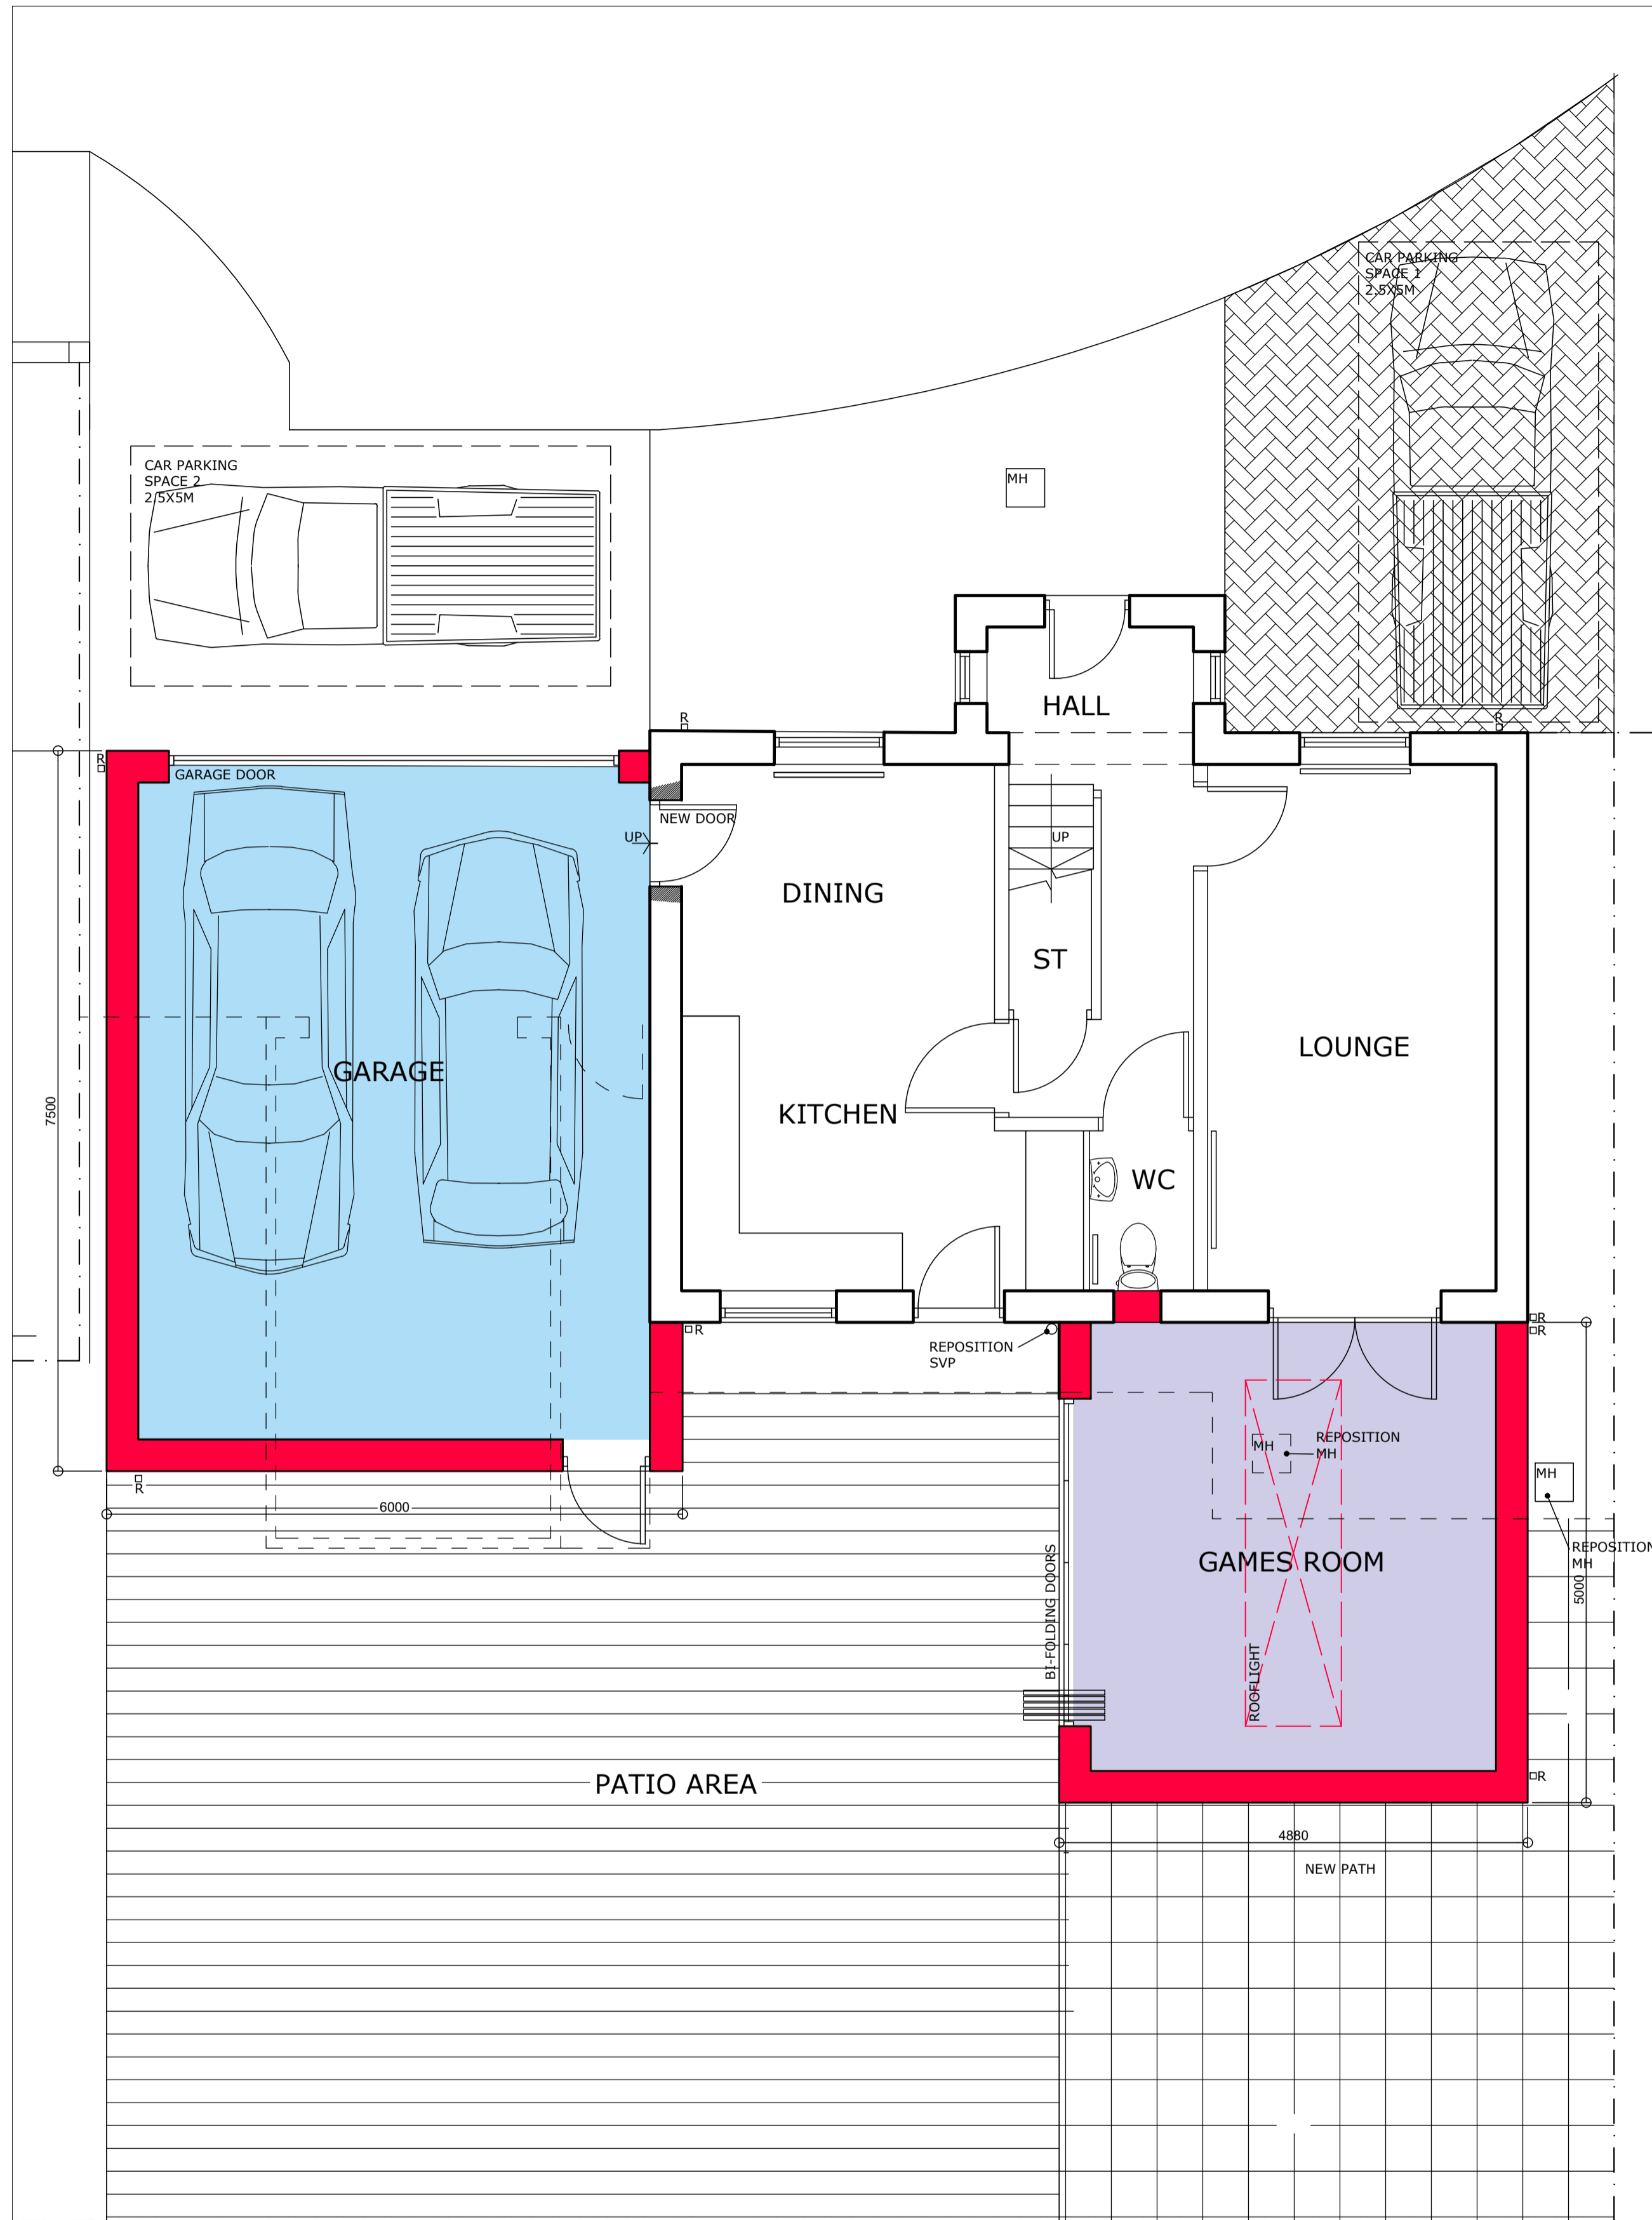 CAR PARKING
SPACE 1
2.5X5M
CAR PARKING
SPACE 2
2.5X5M
MH
HALL
R
R
R
GARAGE DOOR
NEW DOOR
UP
UP
DINING
ST
LOUNGE
GARAGE
7500
KITCHEN
WC
R
R
R
REPOSITION
SVP
REPOSITION
MH
MH
MH
R
6000
REPOSITION
MH
BI-FOLDING DOORS
GAMES ROOM
5000
ROOFLIGHT
PATIO AREA
R
4880
NEW PATH